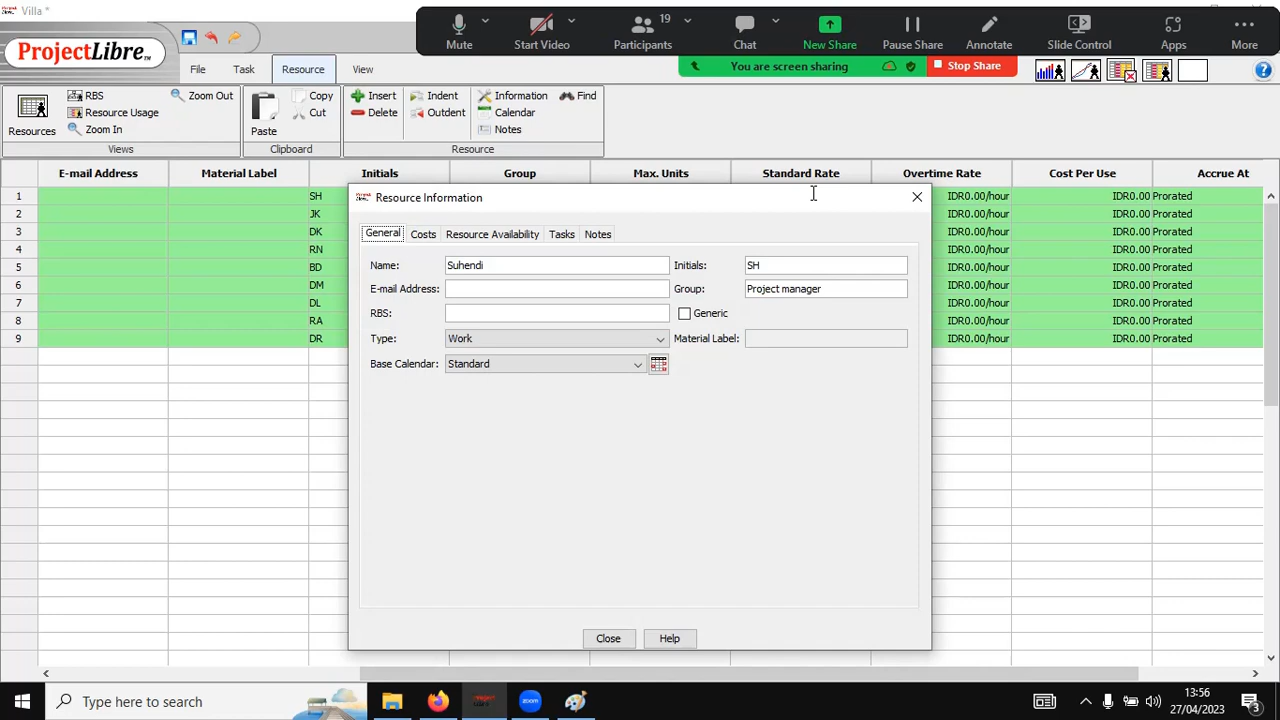 Villa *
Mute
Start Video
19
Participants
Chat
New Share
Pause Share
Annotate
Slide Control
Apps
More
You are screen sharing
Stop Share
ProjectLibre
File
Task
Resource
View
Resources
RBS
Resource Usage
Zoom In
Zoom Out
Views
Paste
Copy
Cut
Clipboard
Insert
Delete
Indent
Outdent
Information
Calendar
Notes
Find
Resource
E-mail Address Material Label Initials Group Max. Units Standard Rate Overtime Rate Cost Per Use Accrue At
1 SH IDR0.00/hour IDR0.00 Prorated
2 JK IDR0.00/hour IDR0.00 Prorated
3 DK IDR0.00/hour IDR0.00 Prorated
4 RN IDR0.00/hour IDR0.00 Prorated
5 BD IDR0.00/hour IDR0.00 Prorated
6 DM IDR0.00/hour IDR0.00 Prorated
7 DL IDR0.00/hour IDR0.00 Prorated
8 RA IDR0.00/hour IDR0.00 Prorated
9 DR IDR0.00/hour IDR0.00 Prorated
Resource Information
General Costs Resource Availability Tasks Notes
Name: Suhendi Initials: SH
E-mail Address: Group: Project manager
RBS: Generic
Type: Work Material Label:
Base Calendar: Standard
Close Help
Type here to search
zoom
13:56
27/04/2023
3